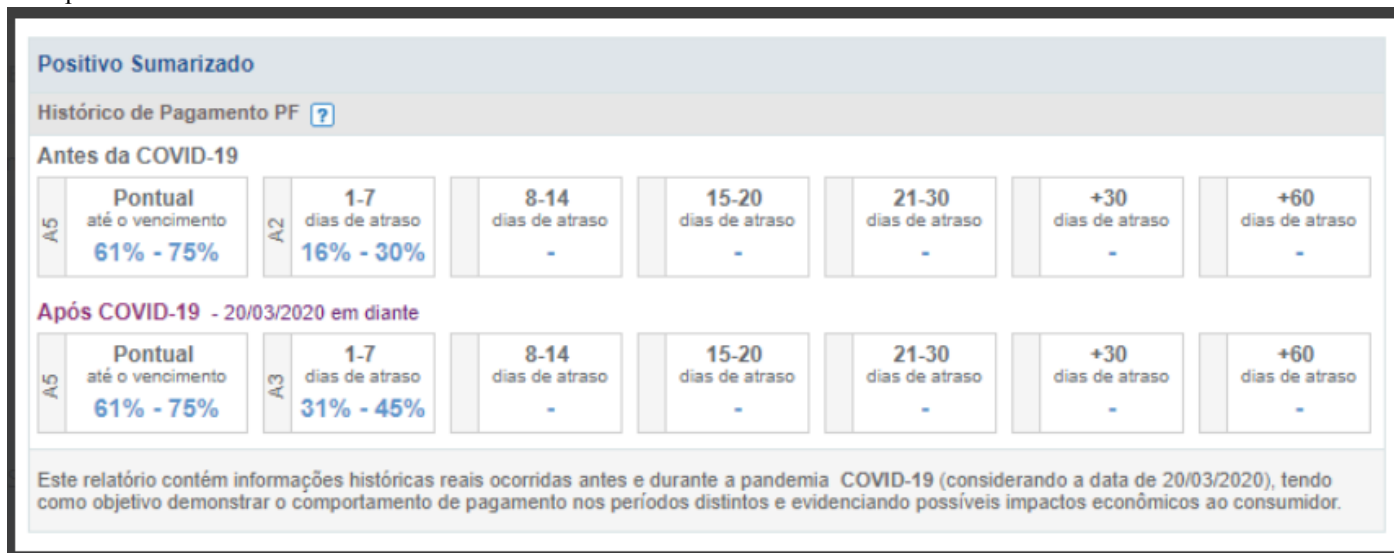 Positivo Sumarizado
Histórico de Pagamento PF ?
Antes da COVID-19
A5 Pontual até o vencimento 61% - 75%
A2 1-7 dias de atraso 16% - 30%
8-14 dias de atraso -
15-20 dias de atraso -
21-30 dias de atraso -
+30 dias de atraso -
+60 dias de atraso -
Após COVID-19 - 20/03/2020 em diante
A5 Pontual até o vencimento 61% - 75%
A3 1-7 dias de atraso 31% - 45%
8-14 dias de atraso -
15-20 dias de atraso -
21-30 dias de atraso -
+30 dias de atraso -
+60 dias de atraso -
Este relatório contém informações históricas reais ocorridas antes e durante a pandemia COVID-19 (considerando a data de 20/03/2020), tendo
como objetivo demonstrar o comportamento de pagamento nos períodos distintos e evidenciando possíveis impactos econômicos ao consumidor.